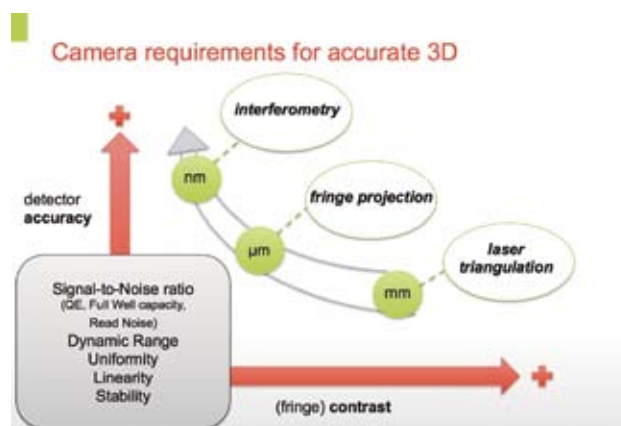 Camera requirements for accurate 3D
interferometry
nm
detector
accuracy
fringe projection
µm
laser
triangulation
mm
Signal-to-Noise ratio
(QE, Full Well capacity,
Read Noise)
Dynamic Range
Uniformity
Linearity
Stability
(fringe) contrast